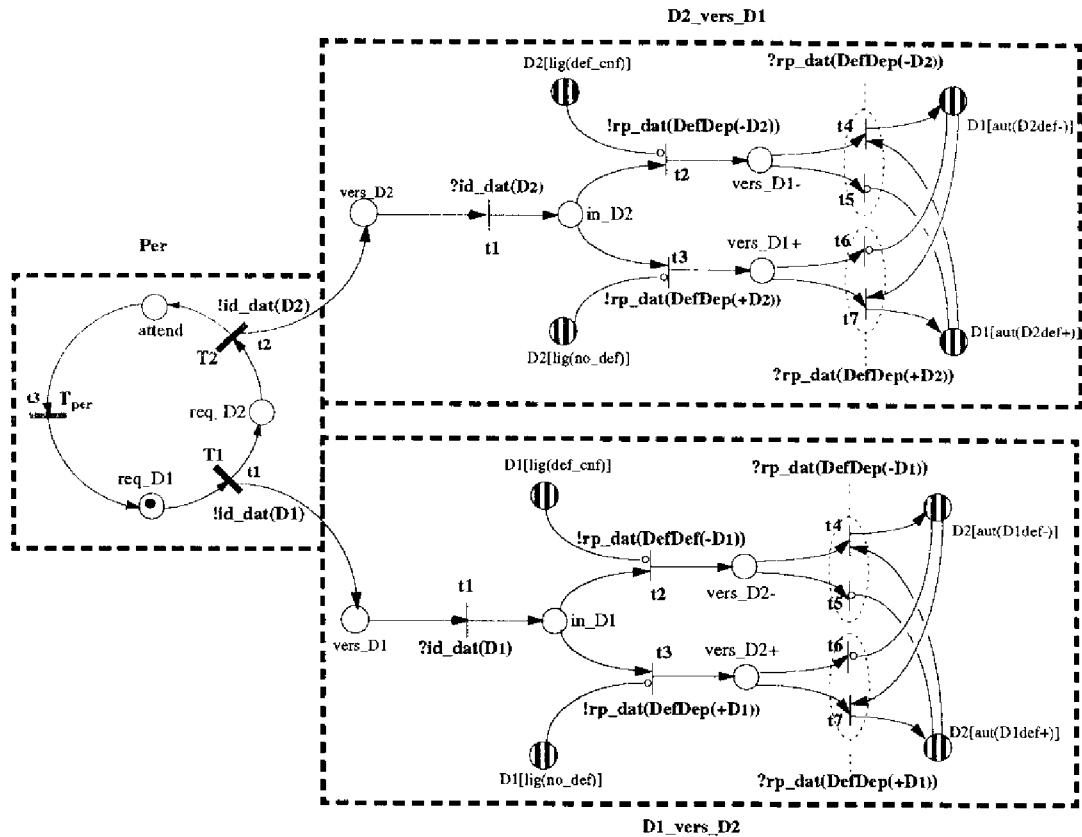 D2_vers_D1
D2[lig(def_cnf)]
?rp_dat(DefDep(-D2))
!rp_dat(DefDep(-D2))
t4
D1[aut(D2def-)]
vers_D2
?id_dat(D2)
t2
vers_D1-
t5
in_D2
t1
vers_D1+
t6
t3
!rp_dat(DefDep(+D2))
t7
D1[aut(D2def+)]
D2[lig(no_def)]
?rp_dat(DefDep(+D2))
Per
!id_dat(D2)
attend
t2
T2
t3
Tper
req_D2
T1
t1
req_D1
!id_dat(D1)
D1[lig(def_cnf)]
?rp_dat(DefDep(-D1))
!rp_dat(DefDef(-D1))
t4
D2[aut(D1def-)]
t1
t2
vers_D2-
t5
in_D1
vers_D1
?id_dat(D1)
t3
vers_D2+
t6
!rp_dat(DefDep(+D1))
t7
D2[aut(D1def+)]
D1[lig(no_def)]
?rp_dat(DefDep(+D1))
D1_vers_D2